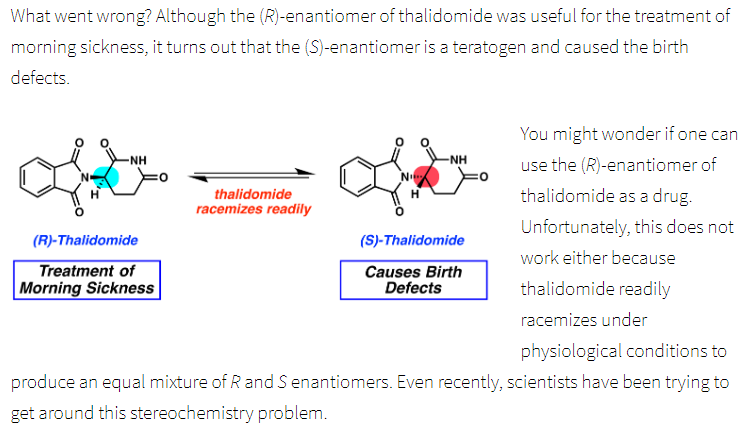 What went wrong? Although the (R)-enantiomer of thalidomide was useful for the treatment of
morning sickness, it turns out that the (S)-enantiomer is a teratogen and caused the birth
defects.
O O
NH
N
O
H
O
(R)-Thalidomide
Treatment of
Morning Sickness
thalidomide
racemizes readily
O O
NH
N
O
H
O
(S)-Thalidomide
Causes Birth
Defects
You might wonder if one can
use the (R)-enantiomer of
thalidomide as a drug.
Unfortunately, this does not
work either because
thalidomide readily
racemizes under
physiological conditions to
produce an equal mixture of R and S enantiomers. Even recently, scientists have been trying to
get around this stereochemistry problem.